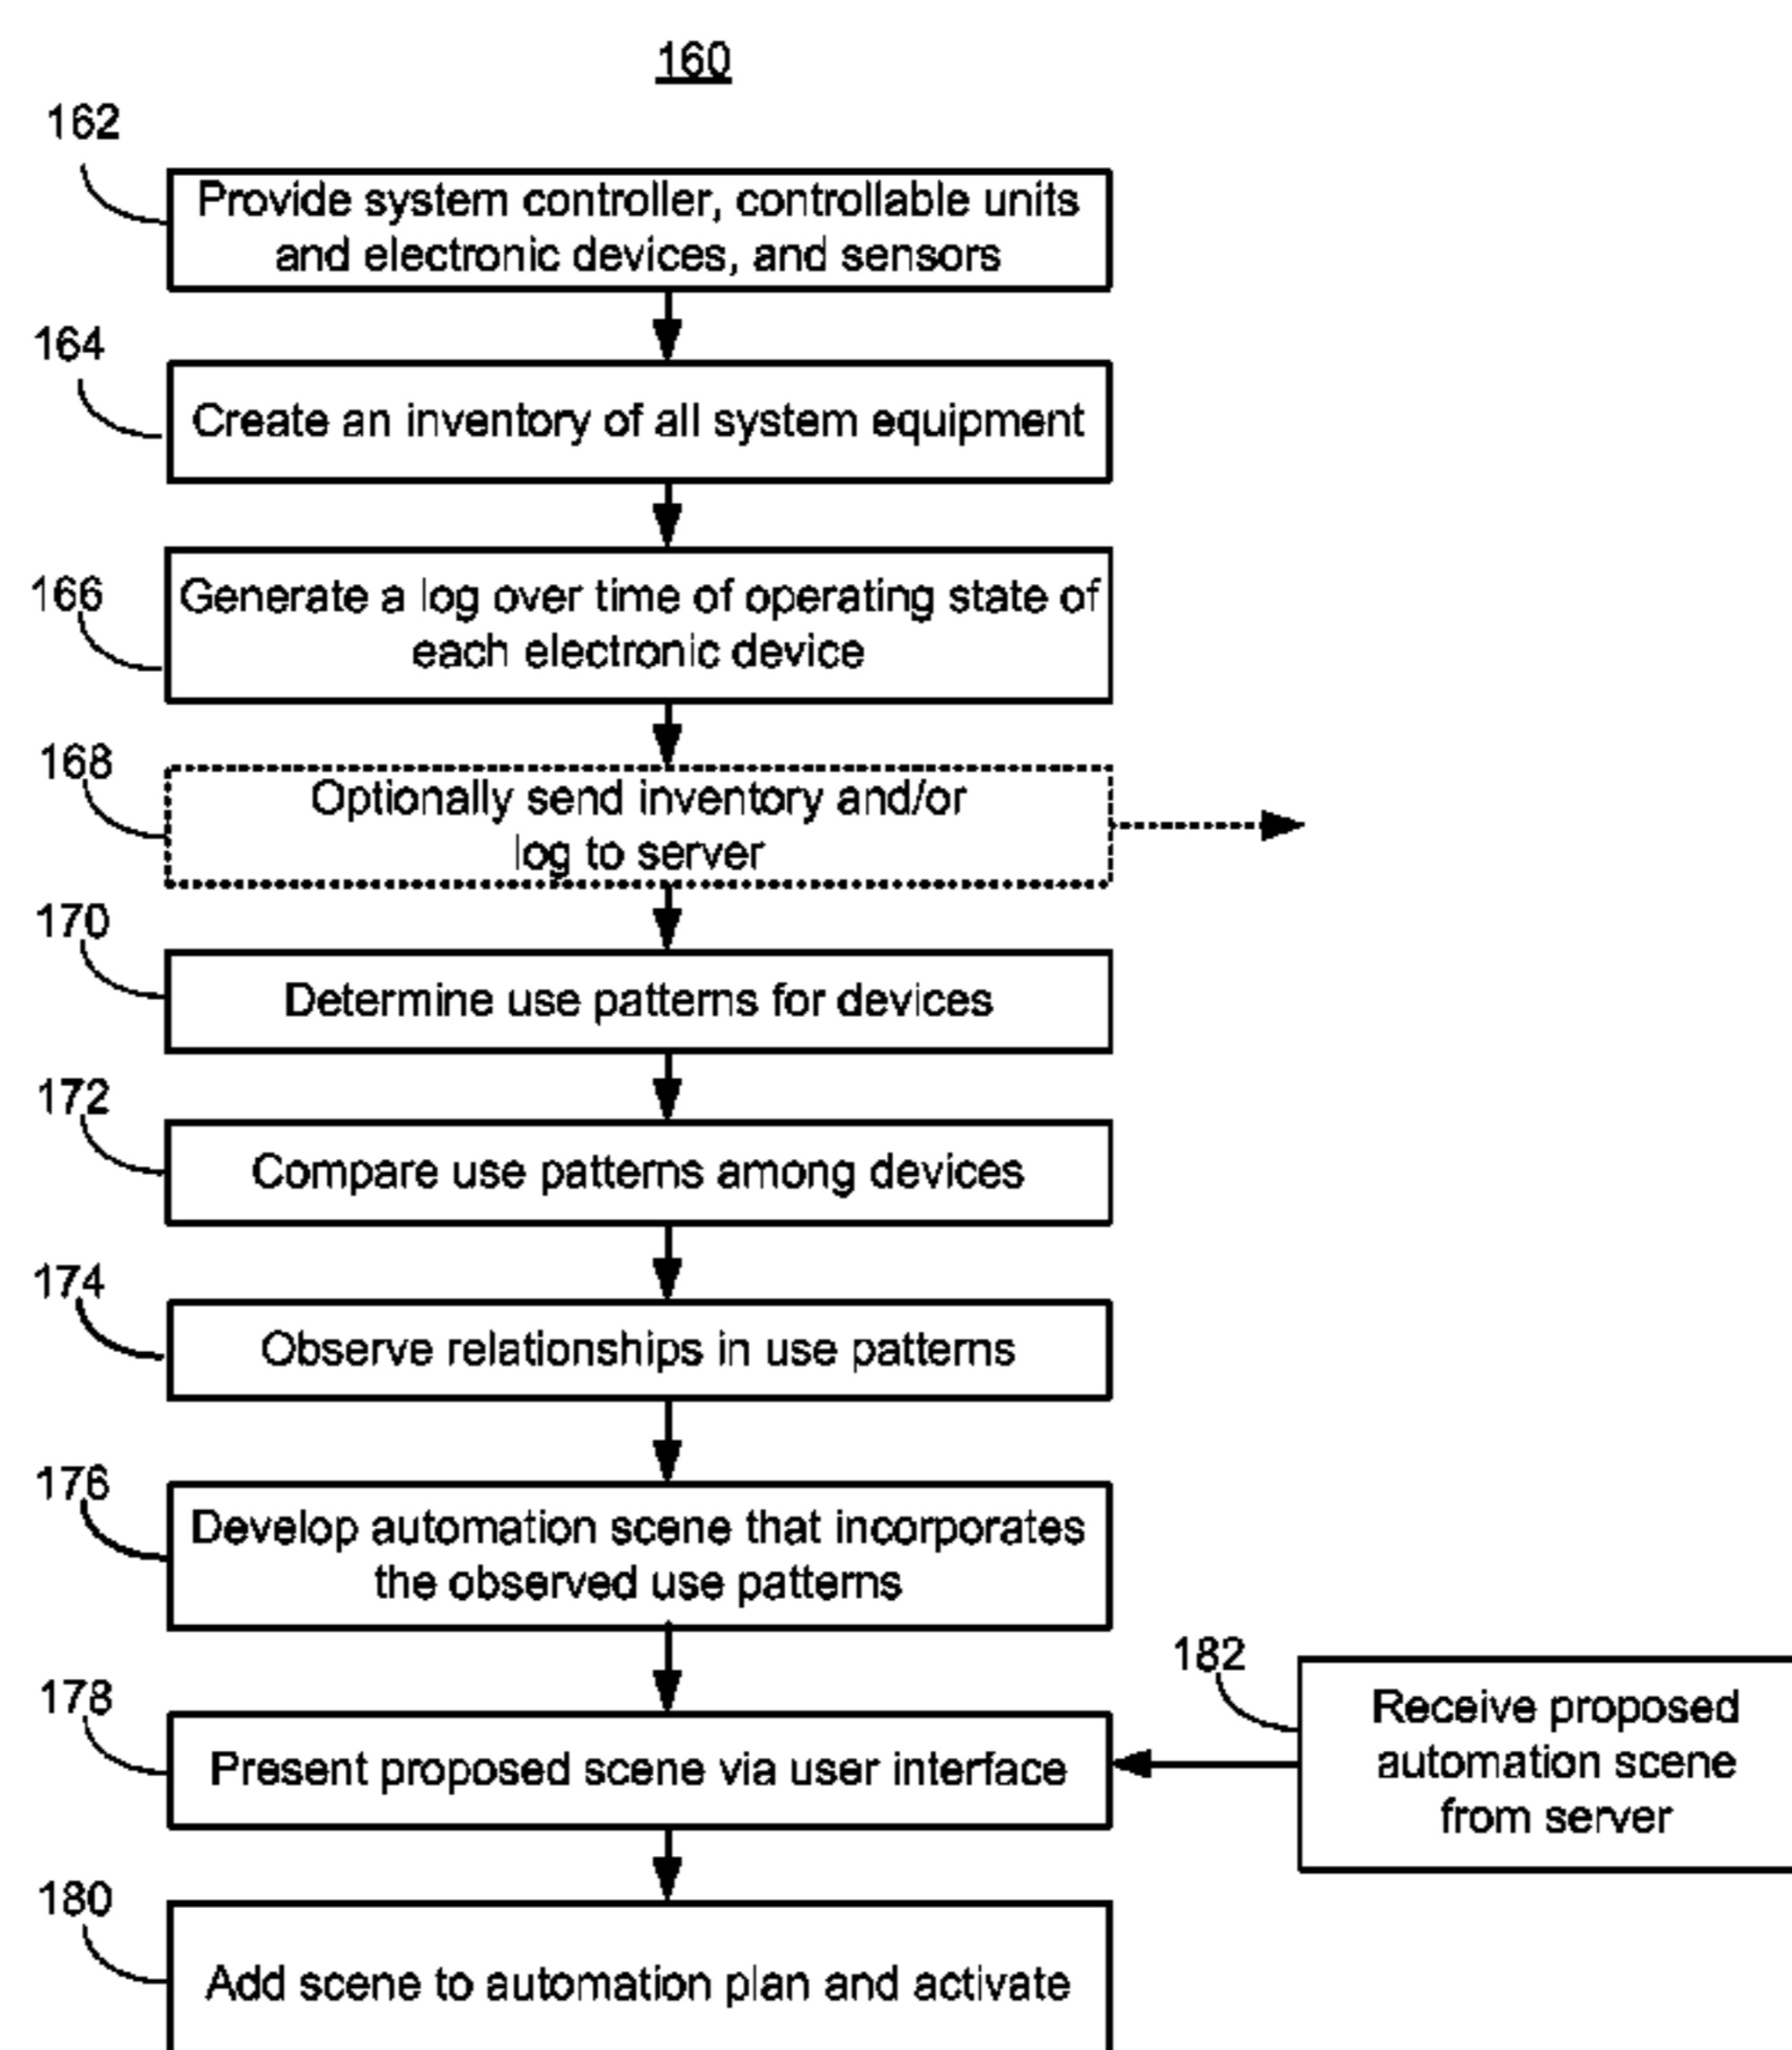 160
162
Provide system controller, controllable units
and electronic devices, and sensors
164
Create an inventory of all system equipment
166
Generate a log over time of operating state of
each electronic device
168
Optionally send inventory and/or
log to server
170
Determine use patterns for devices
172
Compare use patterns among devices
174
Observe relationships in use patterns
176
Develop automation scene that incorporates
the observed use patterns
178
Present proposed scene via user interface
182
Receive proposed
automation scene
from server
180
Add scene to automation plan and activate